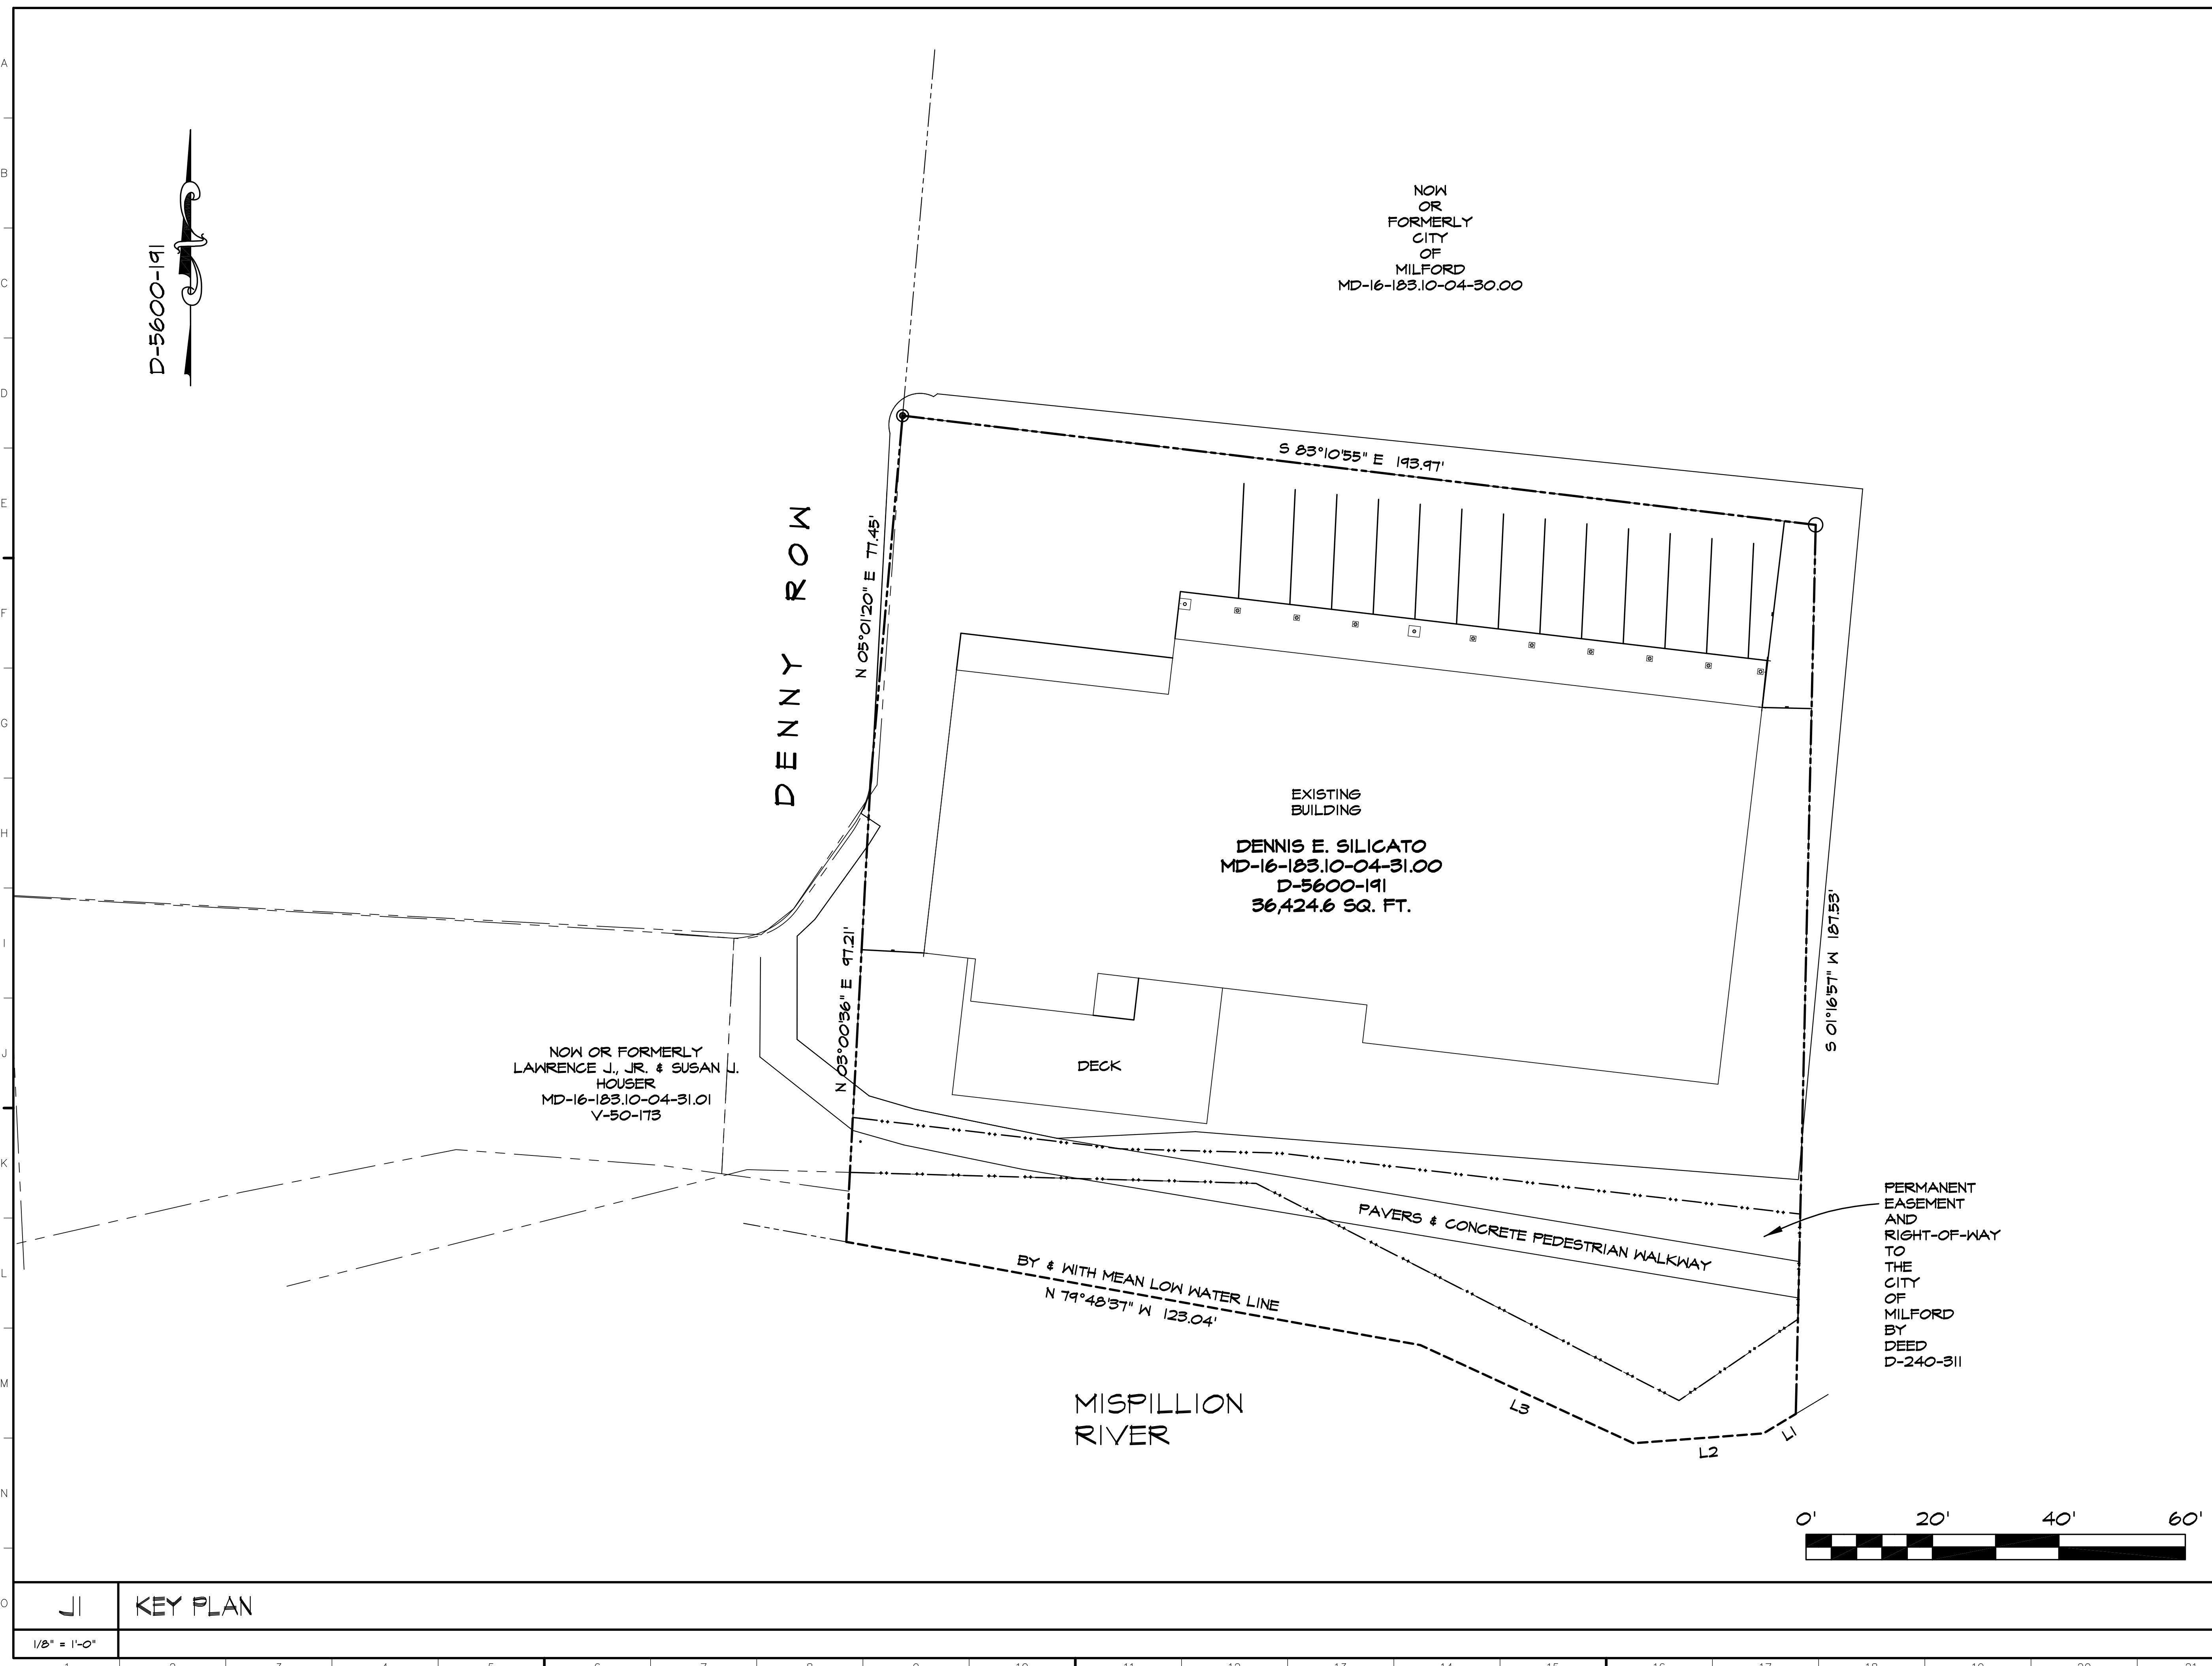 A
B
C
D
E
F
G
H
I
J
K
L
M
N
O
D-5600-191
NOW
OR
FORMERLY
CITY
OF
MILFORD
MD-16-183.10-04-30.00
S 83°10'55" E 193.97'
DENNY ROW
N 05°01'20" E 77.45'
EXISTING
BUILDING
DENNIS E. SILICATO
MD-16-183.10-04-31.00
D-5600-191
36,424.6 SQ. FT.
S 01°16'57" W 187.53'
N 03°00'36" E 97.21'
NOW OR FORMERLY
LAWRENCE J., JR. & SUSAN J.
HOUSER
MD-16-183.10-04-31.01
V-50-173
DECK
PERMANENT
EASEMENT
AND
RIGHT-OF-WAY
TO
THE
CITY
OF
MILFORD
BY
DEED
D-240-311
PAVERS & CONCRETE PEDESTRIAN WALKWAY
BY & WITH MEAN LOW WATER LINE
N 79°48'37" W 123.04'
L3
L2
L1
MISPILLION
RIVER
0' 20' 40' 60'
J1 KEY PLAN
1/8" = 1'-0"